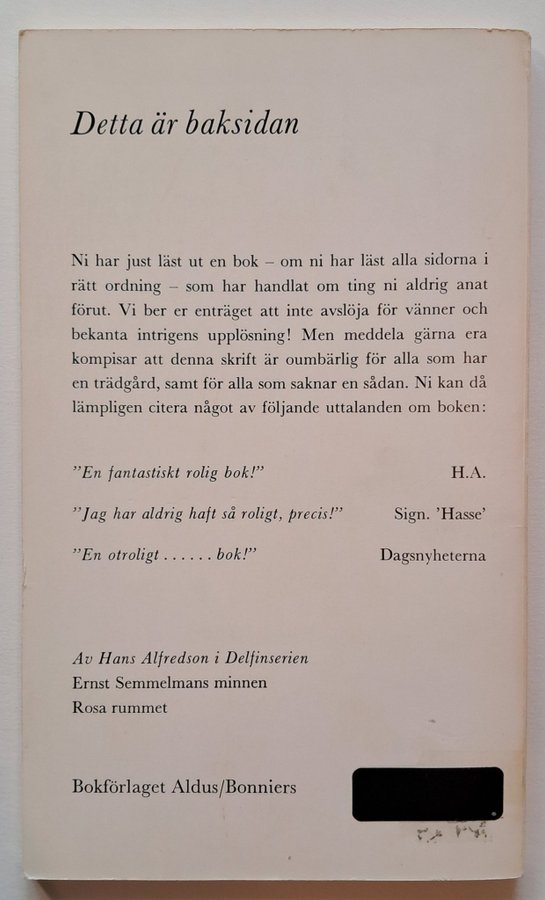 Detta är baksidan
Ni har just läst ut en bok – om ni har läst alla sidorna i
rätt ordning – som har handlat om ting ni aldrig anat
förut. Vi ber er enträget att inte avslöja för vänner och
bekanta intrigens upplösning! Men meddela gärna era
kompisar att denna skrift är oumbärlig för alla som har
en trädgård, samt för alla som saknar en sådan. Ni kan då
lämpligen citera något av följande uttalanden om boken:
”En fantastiskt rolig bok!” H.A.
”Jag har aldrig haft så roligt, precis!” Sign. ’Hasse’
”En otroligt . . . . . . bok!” Dagsnyheterna
Av Hans Alfredson i Delfinserien
Ernst Semmelmans minnen
Rosa rummet
Bokförlaget Aldus/Bonniers